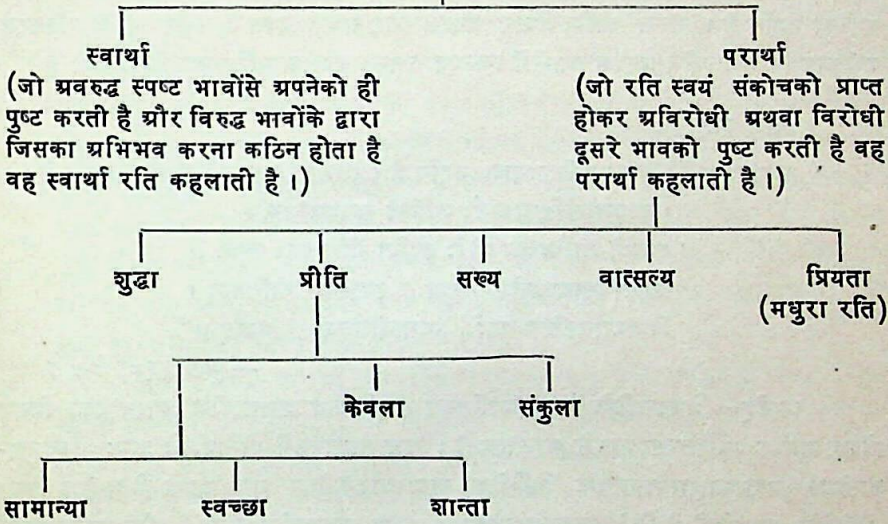 स्वार्था
(जो अवरुद्ध स्पष्ट भावोंसे अपनेको ही
पुष्ट करती है और विरुद्ध भावोंके द्वारा
जिसका अभिभव करना कठिन होता है
वह स्वार्था रति कहलाती है ।)
परार्था
(जो रति स्वयं संकोचको प्राप्त
होकर अविरोधी अथवा विरोधी
दूसरे भावको पुष्ट करती है वह
परार्था कहलाती है ।)
शुद्धा प्रीति सख्य वात्सल्य प्रियता
(मधुरा रति)
केवला संकुला
सामान्या स्वच्छा शान्ता